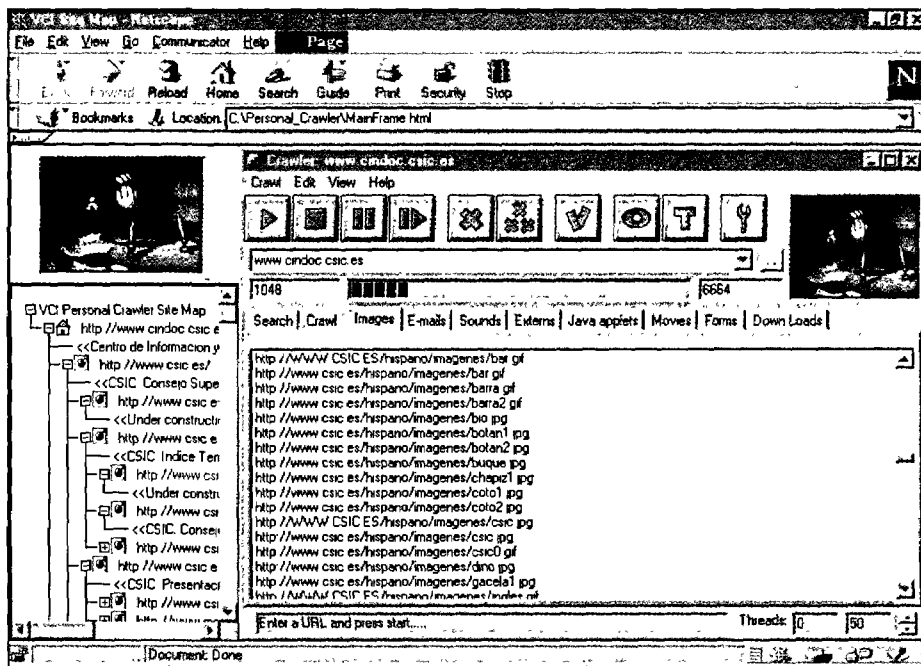 VCI Site Map - Netscape
File Edit View Go Communicator Help Page
Forward Reload Home Search Guide Print Security Stop
N
Bookmarks Location C.\Personal_Crawler\MainFrame html
Crawler www cindoc csic es
Crawl Edit View Help
T
www cindoc csic es
1048
6664
Search Crawl Images E-mails Sounds Externs Java applets Movies Forms Down Loads
VCI Personal Crawler Site Map
http //www cindoc csic e
<<Centro de Informacion y
http //www csic es/
<<CSIC Consejo Supe
http //www csic e
<<Under constructi
http //www csic e
<<CSIC Indice Tem
http //www csi
<<Under constru
http //www csi
<<CSIC. Consej
http //www csi
http //www csic e
<<CSIC Presentaci
http //www csi
http //WWW CSIC ES/hispano/imagenes/bar gif
http //www csic es/hispano/imagenes/bar gif
http //www csic es/hispano/imagenes/barra gif
http //www csic es/hispano/imagenes/barra2 gif
http //www csic es/hispano/imagenes/bio jpg
http //www csic es/hispano/imagenes/botan1 jpg
http //www csic es/hispano/imagenes/botan2 jpg
http //www csic es/hispano/imagenes/buque jpg
http //www csic es/hispano/imagenes/chapiz1 jpg
http //www csic es/hispano/imagenes/coto1 jpg
http //www csic es/hispano/imagenes/coto2 jpg
http //WWW CSIC ES/hispano/imagenes/csic jpg
http //www csic es/hispano/imagenes/csic jpg
http //www csic es/hispano/imagenes/csic0 gif
http //www csic es/hispano/imagenes/dino jpg
http //www csic es/hispano/imagenes/gacela1 jpg
http //WWW CSIC ES/hispano/imagenes/ingles gif
Enter a URL and press start.....
Threads: 0 50
Document: Done